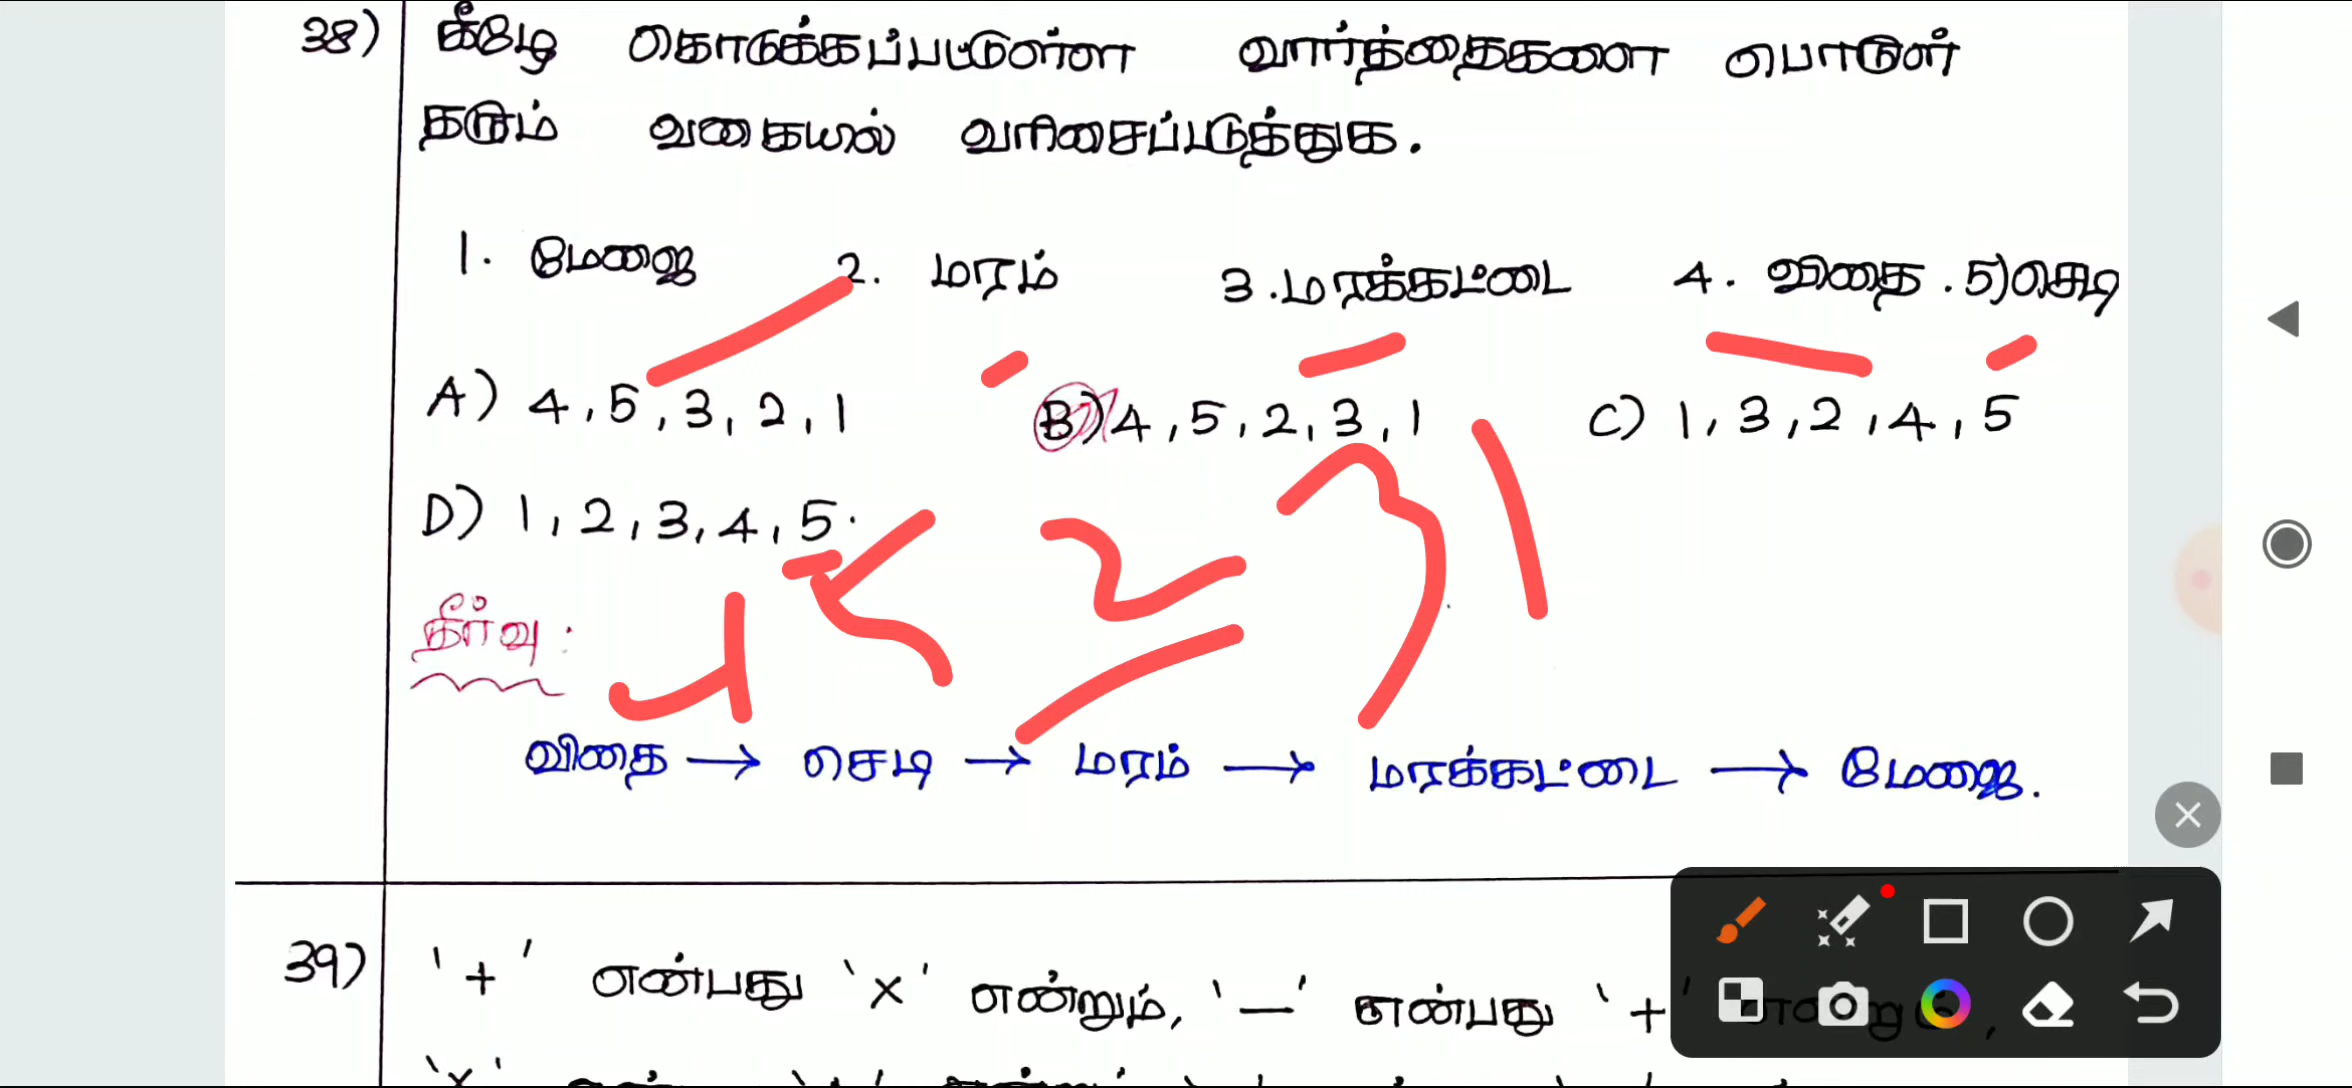 38) கீழே கொடுக்கப்பட்டுள்ள வார்த்தைகளை பொருள்
தரும் வகையில் வரிசைப்படுத்துக.
1. மேஜை 2. மரம் 3. மரக்கட்டை 4. விதை. 5) செடி
A) 4, 5, 3, 2, 1 B) 4, 5, 2, 3, 1 C) 1, 3, 2, 4, 5
D) 1, 2, 3, 4, 5.
4 5 2 3 1
தீர்வு :
விதை → செடி → மரம் → மரக்கட்டை → மேஜை.
39) '+' என்பது 'x' என்றும், '−' என்பது '+'